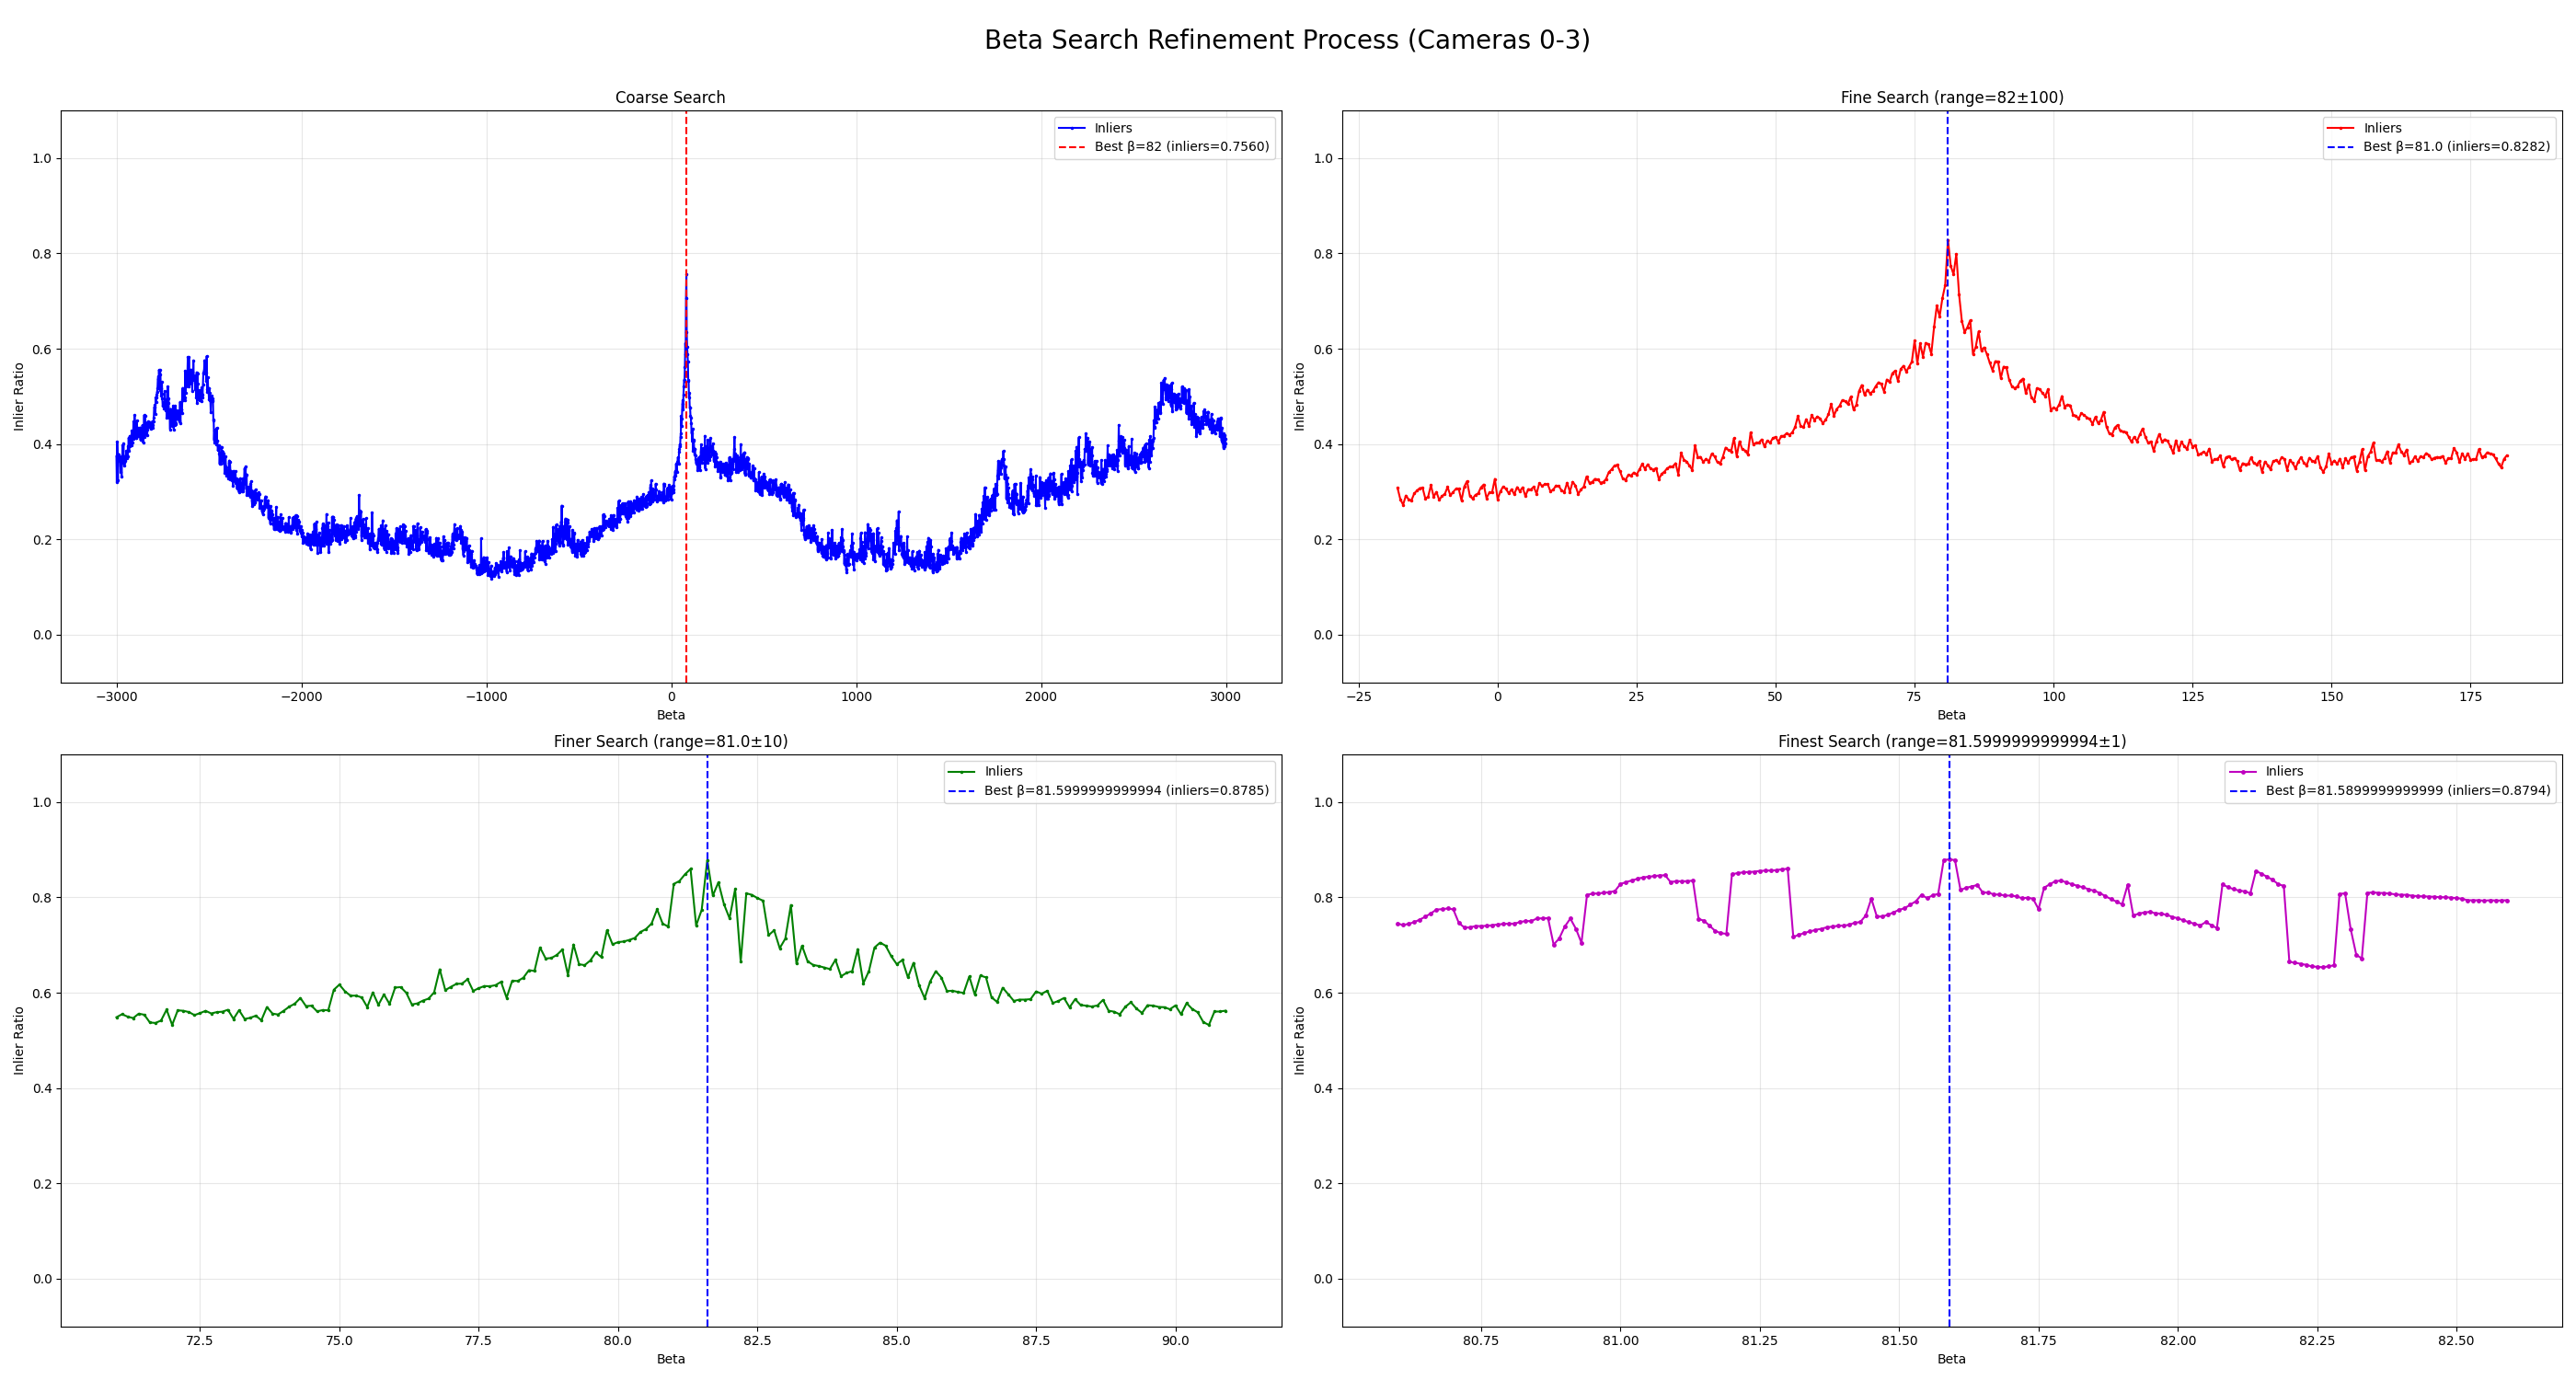 Beta Search Refinement Process (Cameras 0-3)
Coarse Search
Inliers
Best β=82 (inliers=0.7560)
1.0
0.8
0.6
0.4
0.2
0.0
Inlier Ratio
−3000 −2000 −1000 0 1000 2000 3000
Beta
Fine Search (range=82±100)
Inliers
Best β=81.0 (inliers=0.8282)
1.0
0.8
0.6
0.4
0.2
0.0
Inlier Ratio
−25 0 25 50 75 100 125 150 175
Beta
Finer Search (range=81.0±10)
Inliers
Best β=81.5999999999994 (inliers=0.8785)
1.0
0.8
0.6
0.4
0.2
0.0
Inlier Ratio
72.5 75.0 77.5 80.0 82.5 85.0 87.5 90.0
Beta
Finest Search (range=81.5999999999994±1)
Inliers
Best β=81.5899999999999 (inliers=0.8794)
1.0
0.8
0.6
0.4
0.2
0.0
Inlier Ratio
80.75 81.00 81.25 81.50 81.75 82.00 82.25 82.50
Beta